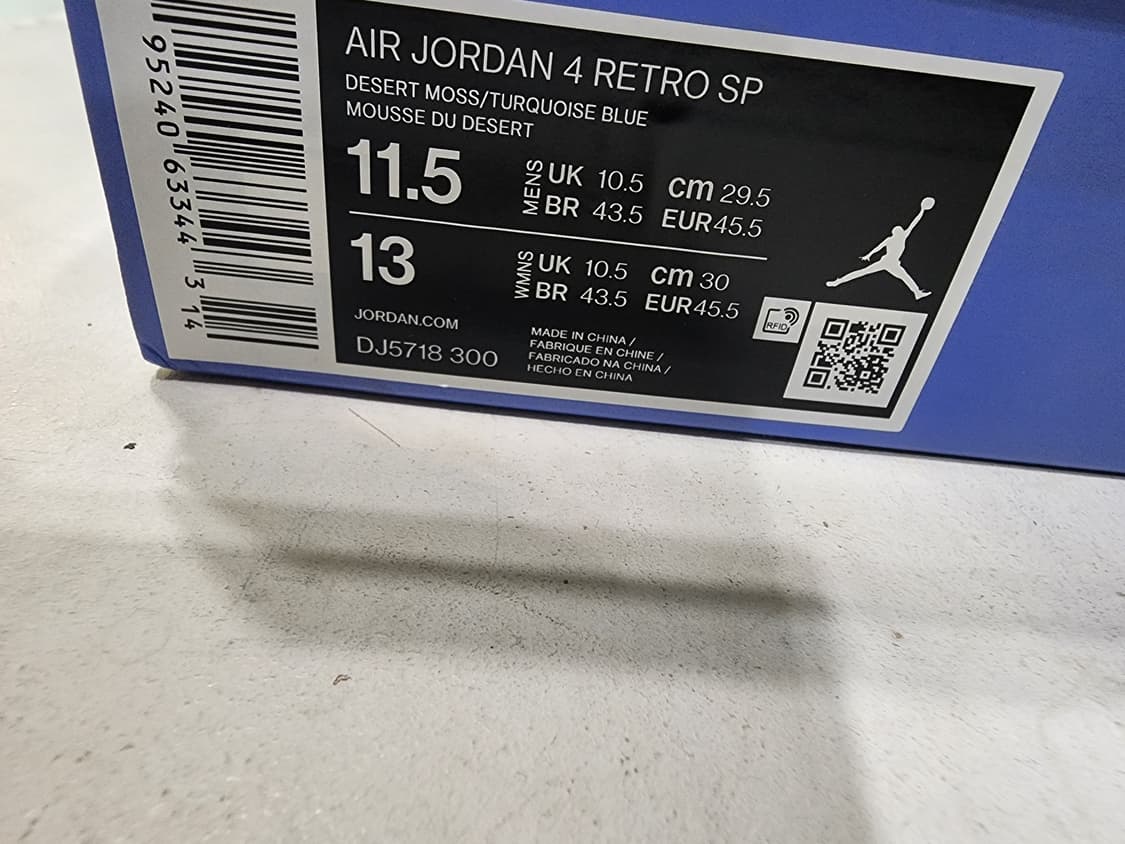 95240 63344 314
AIR JORDAN 4 RETRO SP
DESERT MOSS/TURQUOISE BLUE
MOUSSE DU DESERT
11.5 MENS UK 10.5 cm 29.5
BR 43.5 EUR 45.5
13 WMNS UK 10.5 cm 30
BR 43.5 EUR 45.5
JORDAN.COM
DJ5718 300
MADE IN CHINA /
FABRIQUE EN CHINE /
FABRICADO NA CHINA /
HECHO EN CHINA
RFID